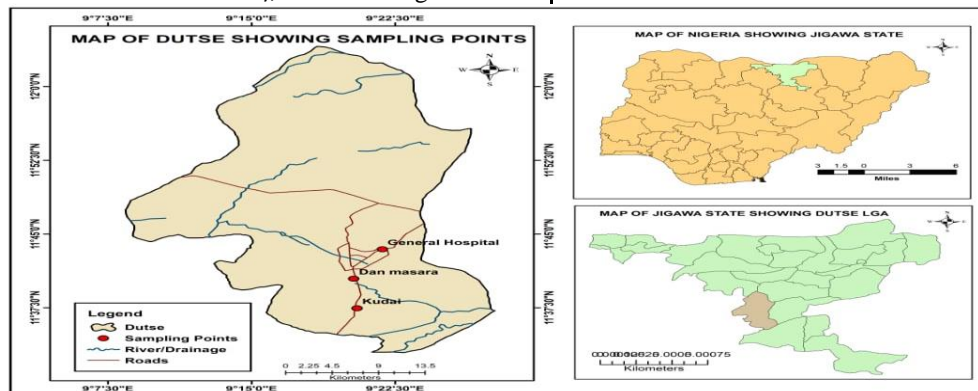 9°7'30"E 9°15'0"E 9°22'30"E
MAP OF DUTSE SHOWING SAMPLING POINTS
N
W E
S
12°0'0"N
11°52'30"N
11°45'0"N
11°37'30"N
General Hospital
Dan masara
Kudai
Legend
Dutse
Sampling Points
River/Drainage
Roads
0 2.25 4.5 9 13.5
Kilometers
9°7'30"E 9°15'0"E 9°22'30"E
12°0'0"N
11°52'30"N
11°45'0"N
11°37'30"N
MAP OF NIGERIA SHOWING JIGAWA STATE
3 1.5 0 3 6
Miles
MAP OF JIGAWA STATE SHOWING DUTSE LGA
Kilometers